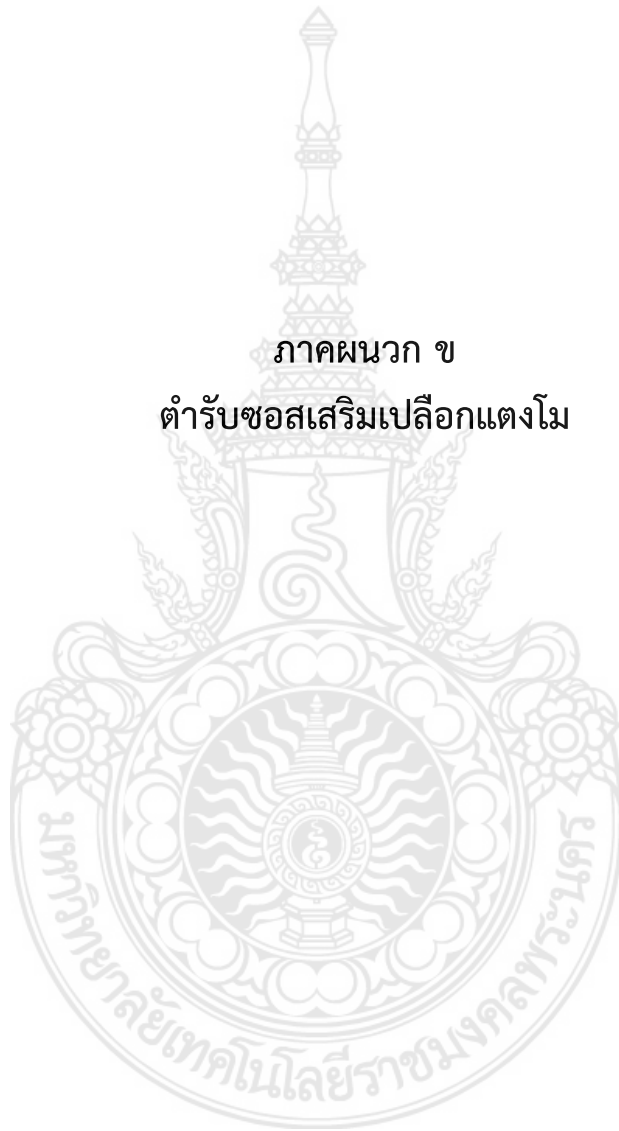 ภาคผนวก ข
ตำรับซอสเสริมเปลือกแตงโม
มหาวิทยาลัยเทคโนโลยีราชมงคลพระนคร